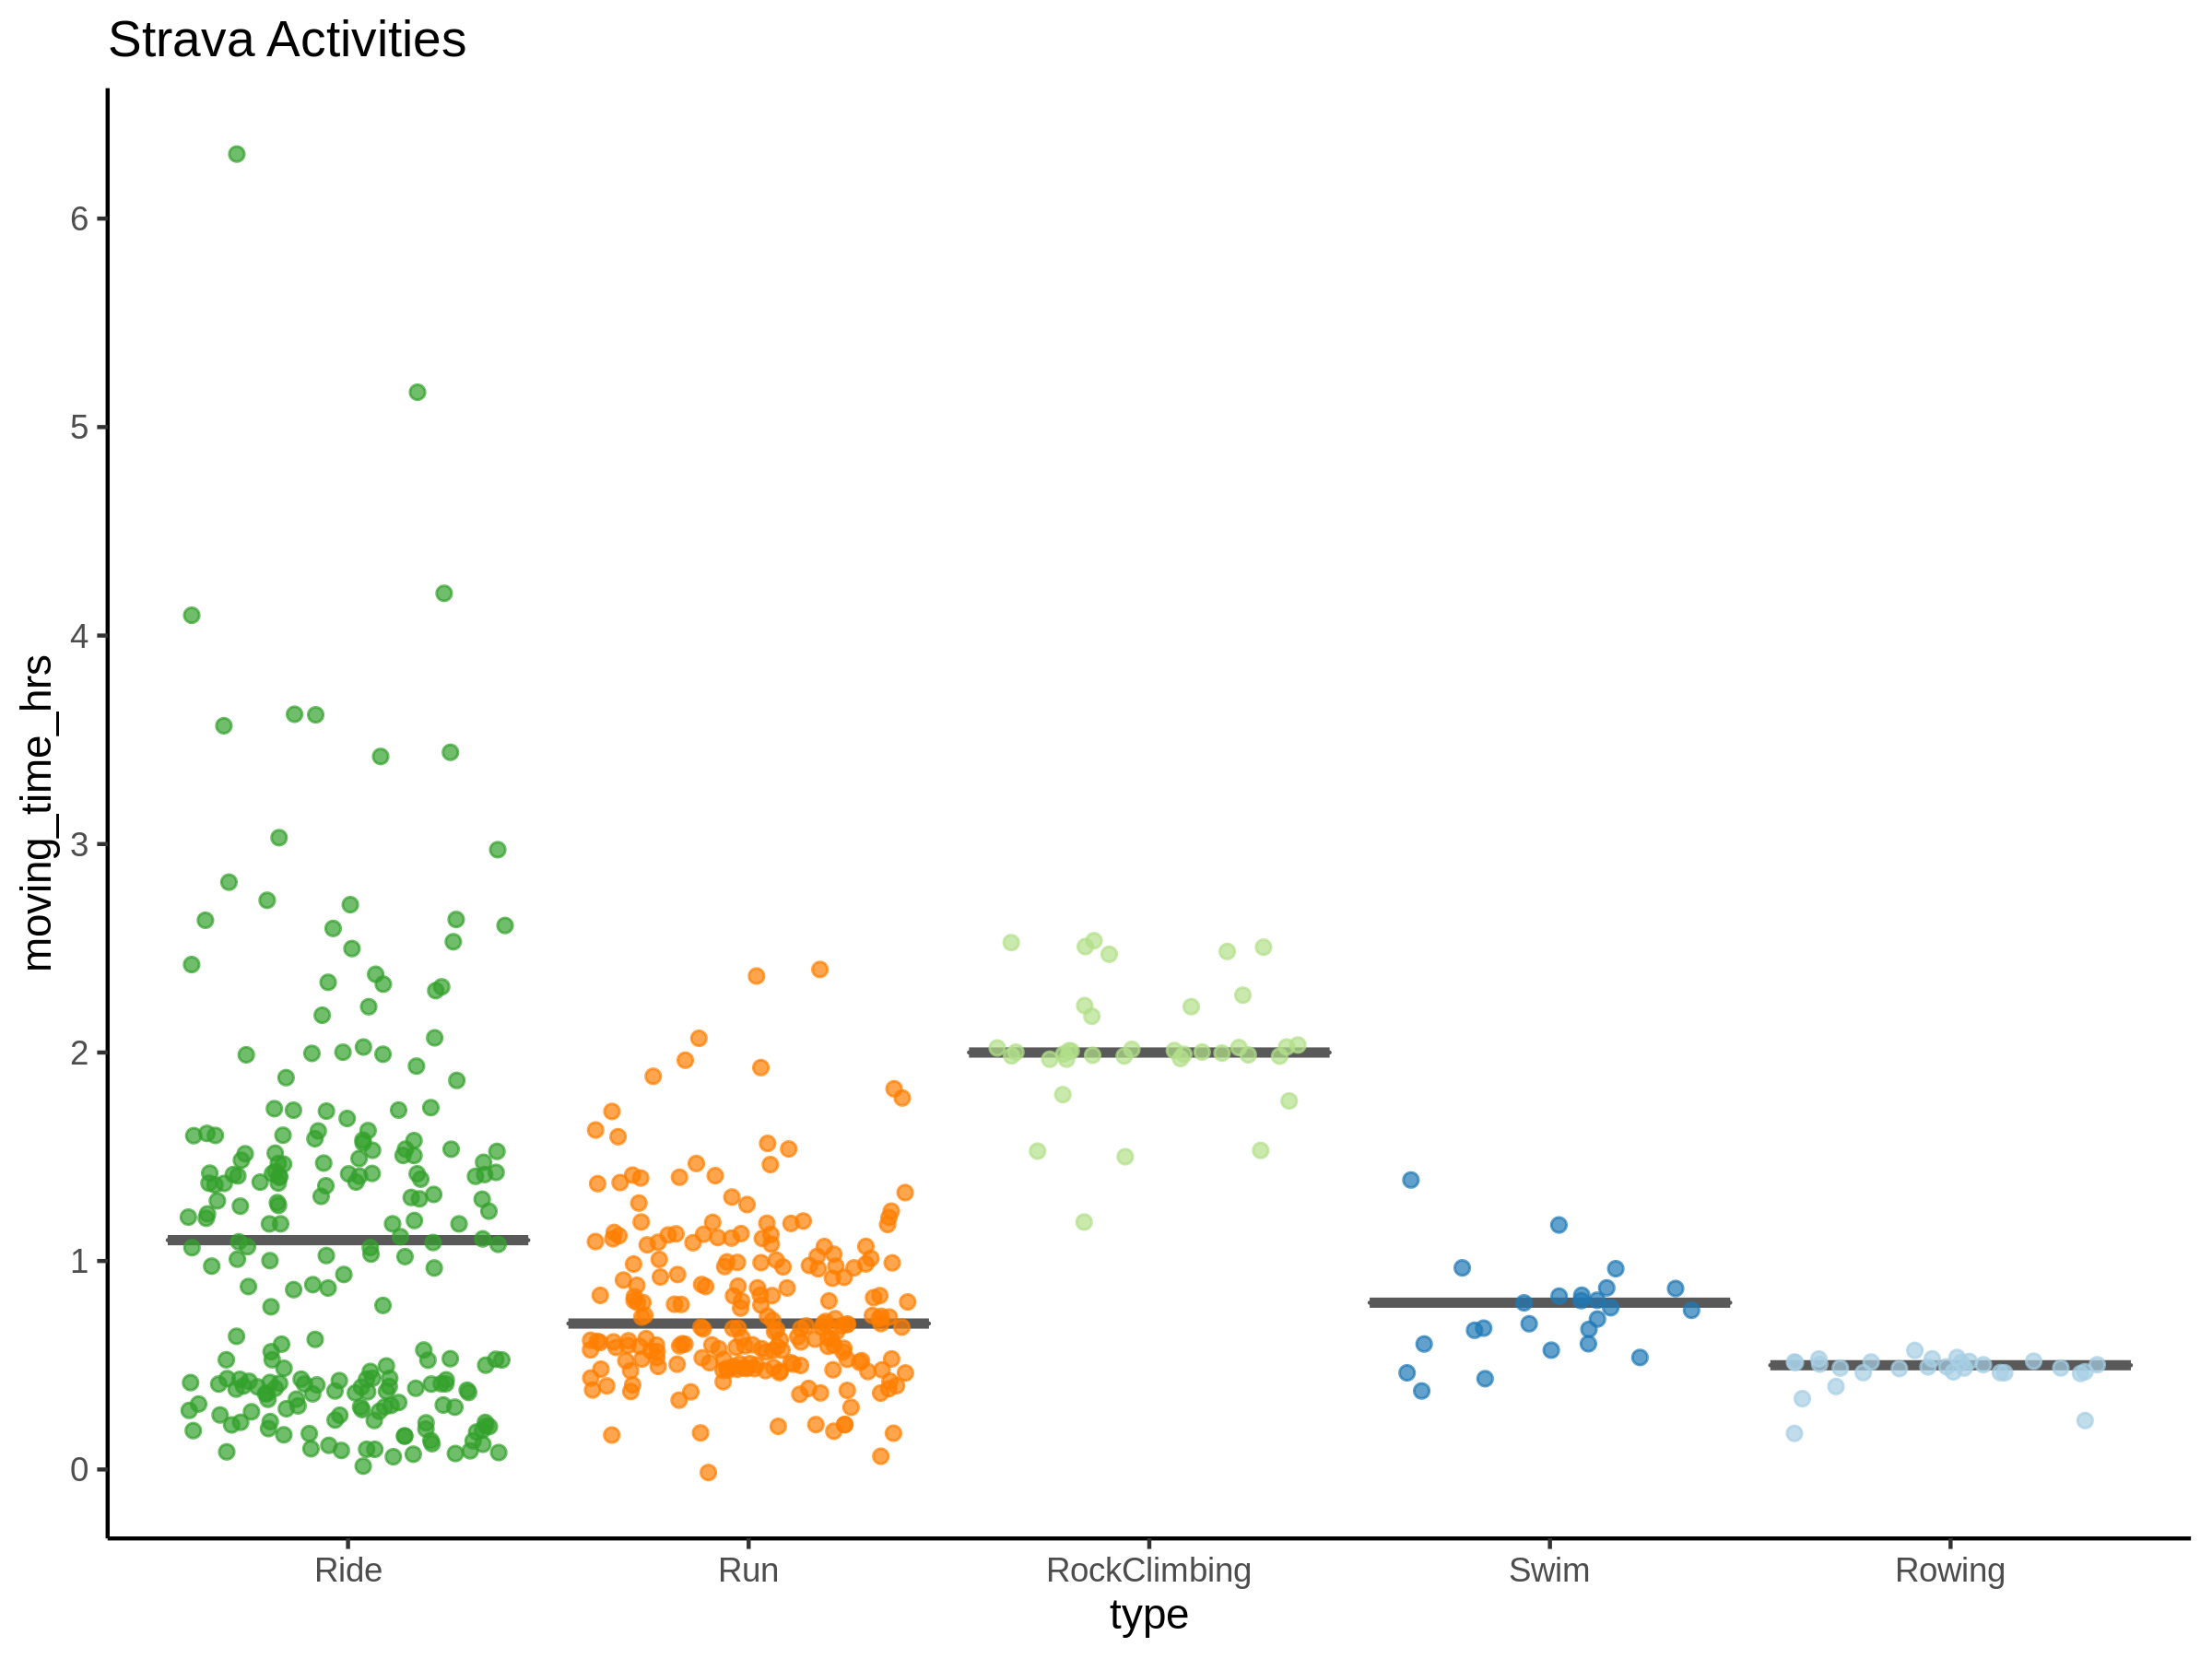 Strava Activities
moving_time_hrs
6
5
4
3
2
1
0
Ride Run RockClimbing Swim Rowing
type